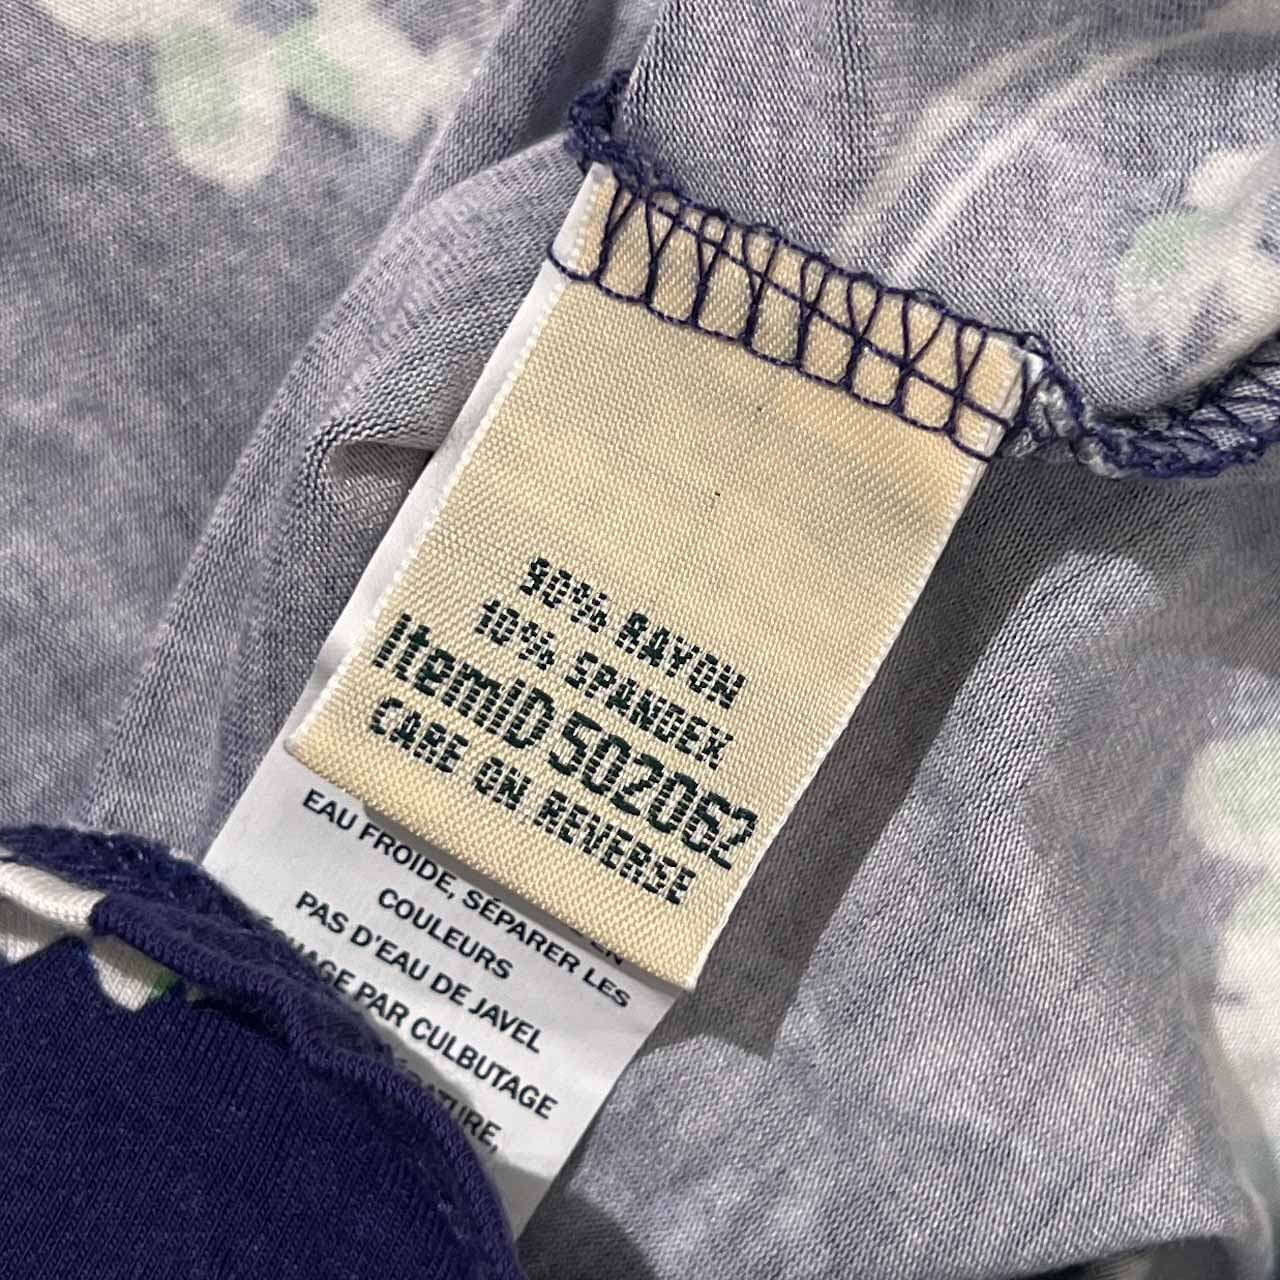 90% RAYON
10% SPANDEX
ItemID 502062
CARE ON REVERSE
EAU FROIDE, SÉPARER LES
COULEURS
PAS D'EAU DE JAVEL
PAR CULBUTAGE